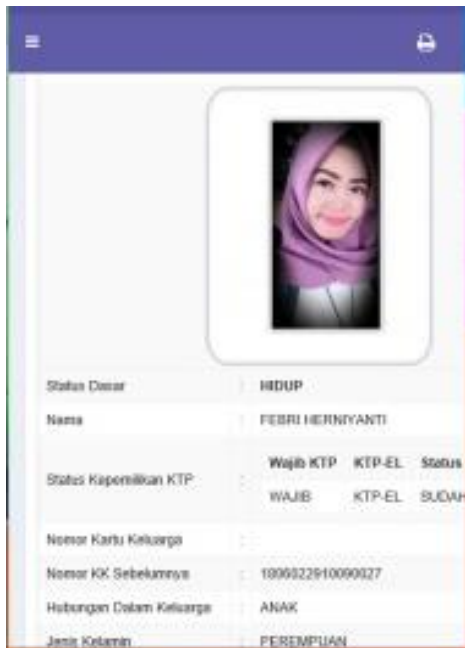 Status Dasar : HIDUP
Nama : FEBRI HERNIYANTI
Wajib KTP KTP-EL Status
Status Kepemilikan KTP :
WAJIB KTP-EL SUDAH
Nomor Kartu Keluarga :
Nomor KK Sebelumnya : 1806022910090027
Hubungan Dalam Keluarga : ANAK
Jenis Kelamin : PEREMPUAN